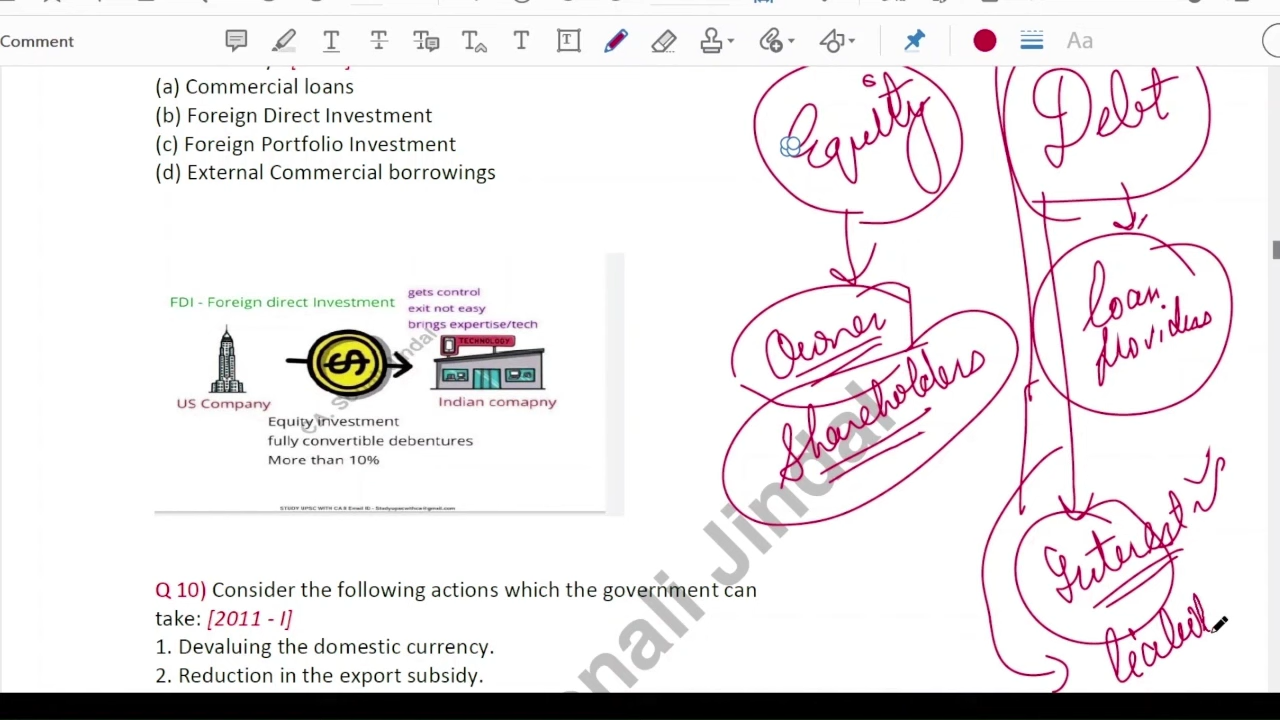 Comment
T
T
T
T
T
T
Aa
(a) Commercial loans
(b) Foreign Direct Investment
(c) Foreign Portfolio Investment
(d) External Commercial borrowings
Equity
Debt
Owner
Shareholders
loan
providers
Interest
FDI - Foreign direct Investment
gets control
exit not easy
brings expertise/tech
TECHNOLOGY
US Company
Indian comapny
Equity investment
fully convertible debentures
More than 10%
Q 10) Consider the following actions which the government can
take: [2011 - I]
1. Devaluing the domestic currency.
2. Reduction in the export subsidy.
nali Jindal